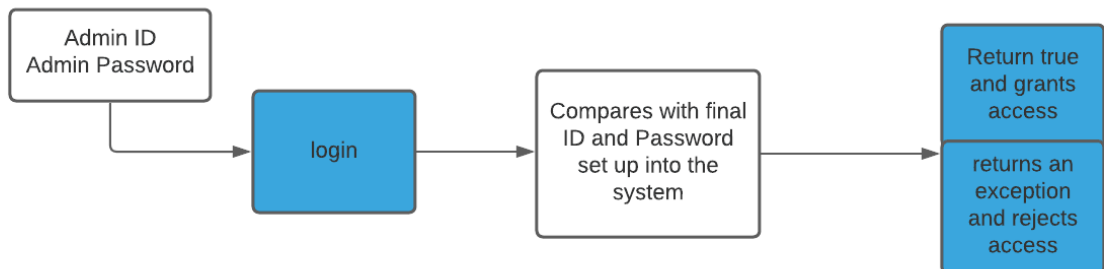 Admin ID
Admin Password
login
Compares with final
ID and Password
set up into the
system
Return true
and grants
access
returns an
exception
and rejects
access